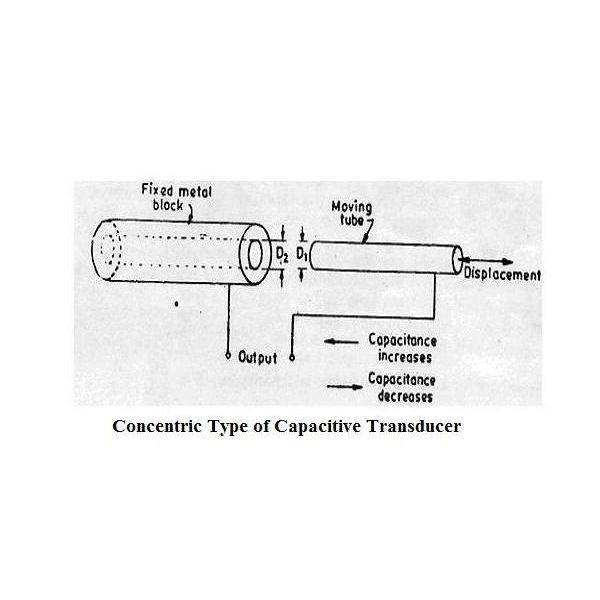 Fixed metal
block
Moving
tube
D2 D1
Displacement
Output
Capacitance
increases
Capacitance
decreases
Concentric Type of Capacitive Transducer